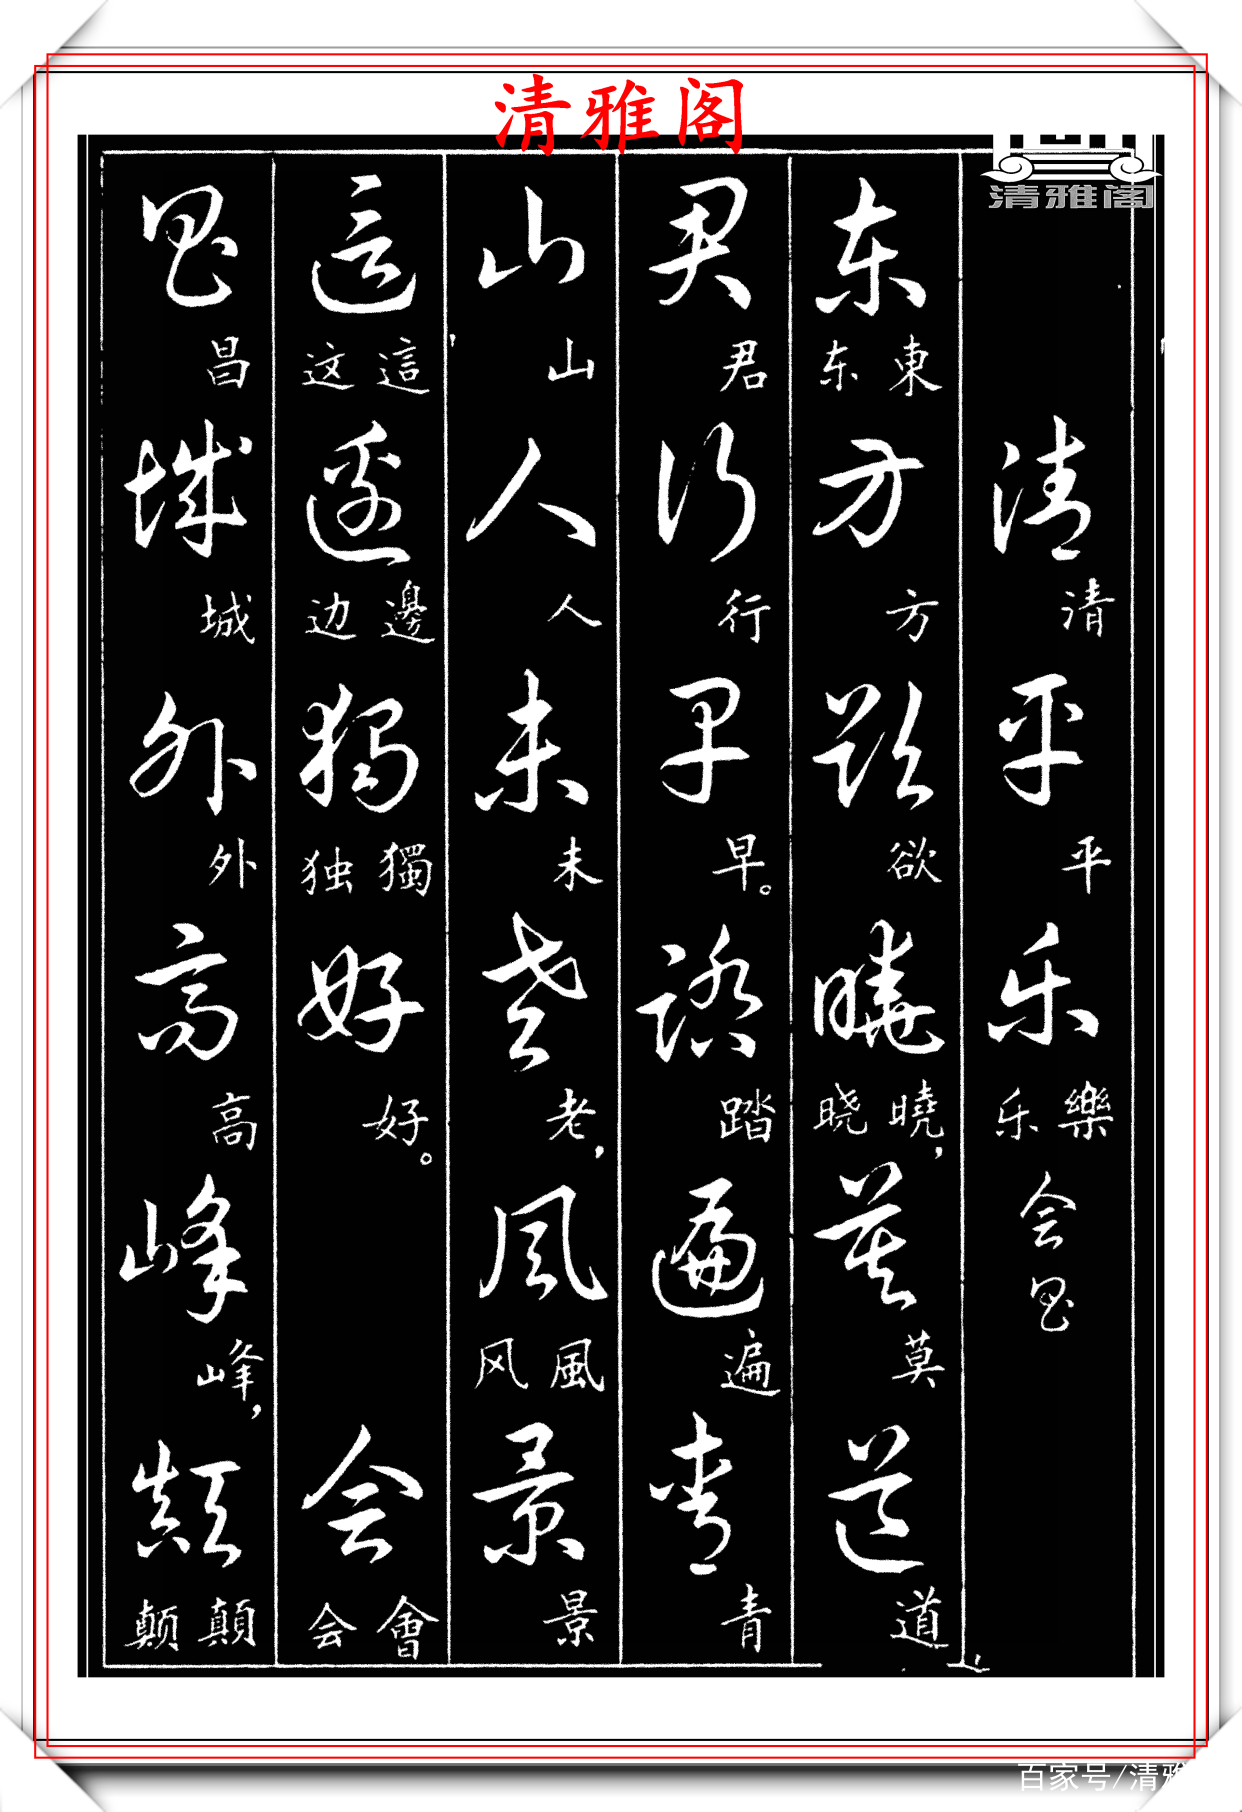 清雅阁
清雅阁
清清平平乐樂乐会昌
东東东方方欲欲曉曉晓，莫莫道道
君君行行早早。踏踏遍遍青青
山山人人未未老老，風風风景景
這這这邊邊边獨獨独好好。会會会
昌昌城城外外高高峰峰，顛顛颠
百家号/清雅